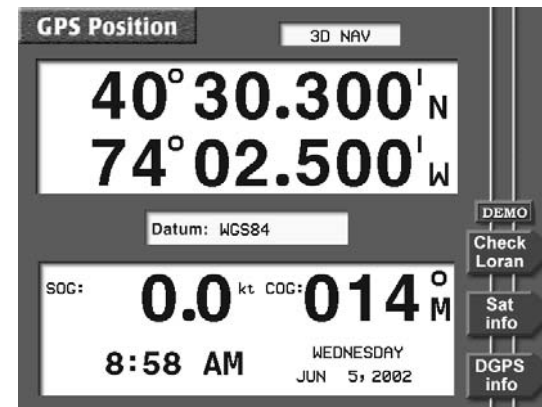 GPS Position
3D NAV
40° 30.300' N
74° 02.500' W
Datum: WGS84
DEMO
Check
Loran
SOG: 0.0 kt COG: 014° M
Sat
info
8:58 AM
WEDNESDAY
JUN 5, 2002
DGPS
info